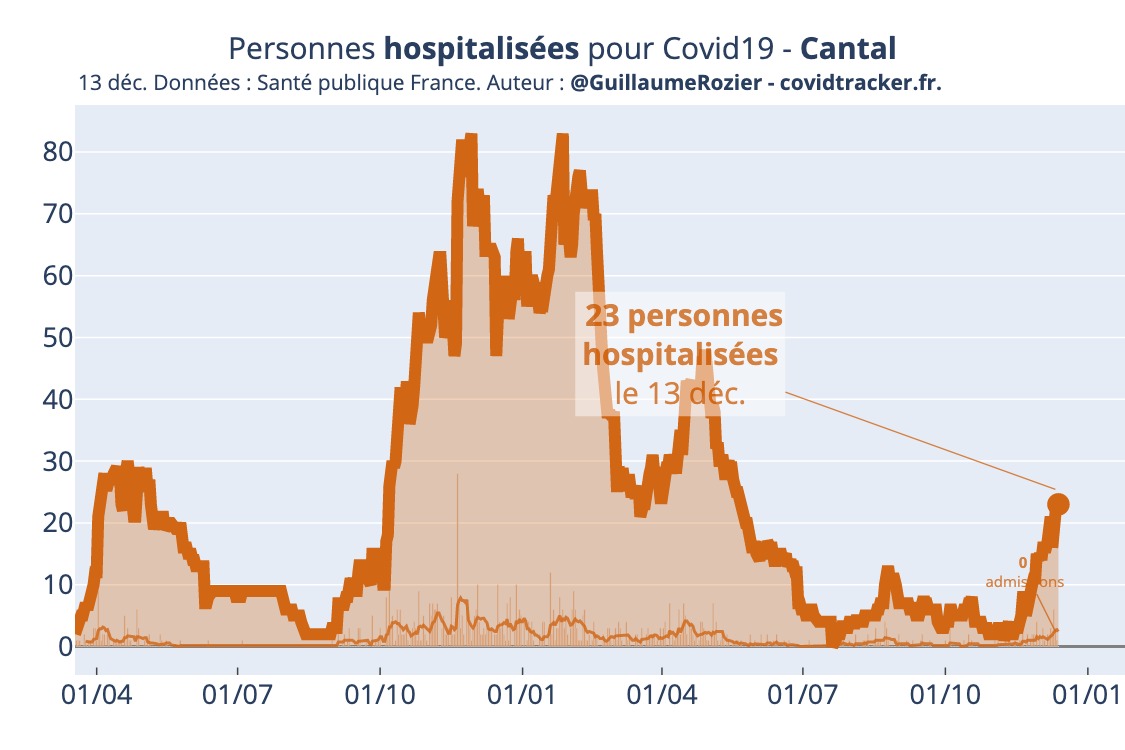 Personnes hospitalisées pour Covid19 - Cantal
13 déc. Données : Santé publique France. Auteur : @GuillaumeRozier - covidtracker.fr.
80
70
60
50
40
30
20
10
0
23 personnes
hospitalisées
le 13 déc.
0
admissions
01/04 01/07 01/10 01/01 01/04 01/07 01/10 01/01